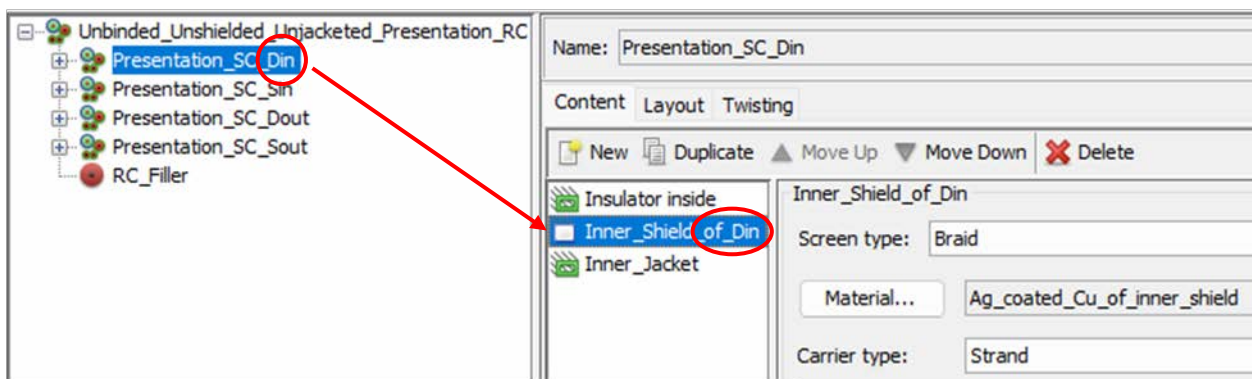 Unbinded_Unshielded_Unjacketed_Presentation_RC
Presentation_SC_Din
Presentation_SC_Sin
Presentation_SC_Dout
Presentation_SC_Sout
RC_Filler
Name: Presentation_SC_Din
Content Layout Twisting
New Duplicate Move Up Move Down Delete
Insulator inside
Inner_Shield_of_Din
Inner_Jacket
Inner_Shield_of_Din
Screen type: Braid
Material... Ag_coated_Cu_of_inner_shield
Carrier type: Strand